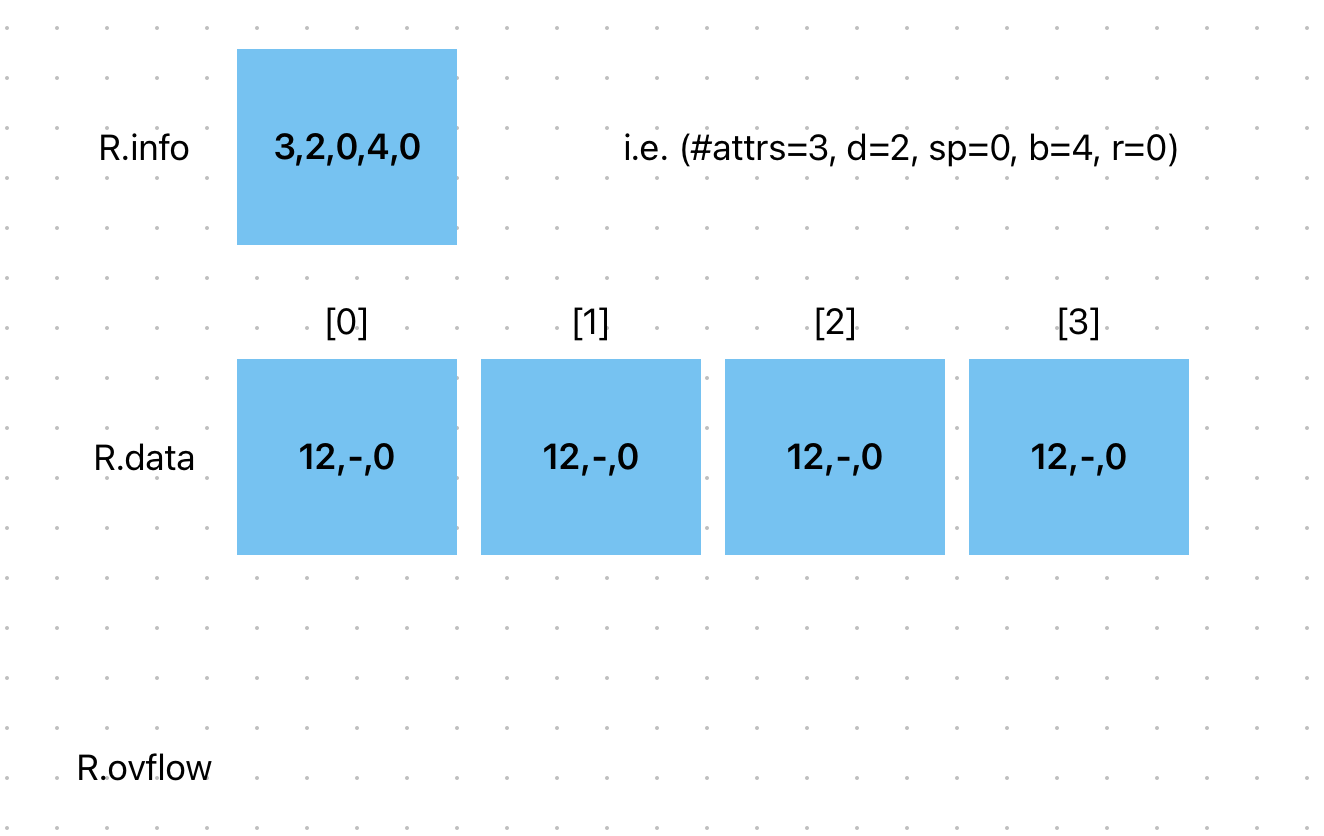 R.info 3,2,0,4,0 i.e. (#attrs=3, d=2, sp=0, b=4, r=0)
[0] [1] [2] [3]
R.data 12,-,0 12,-,0 12,-,0 12,-,0
R.ovflow